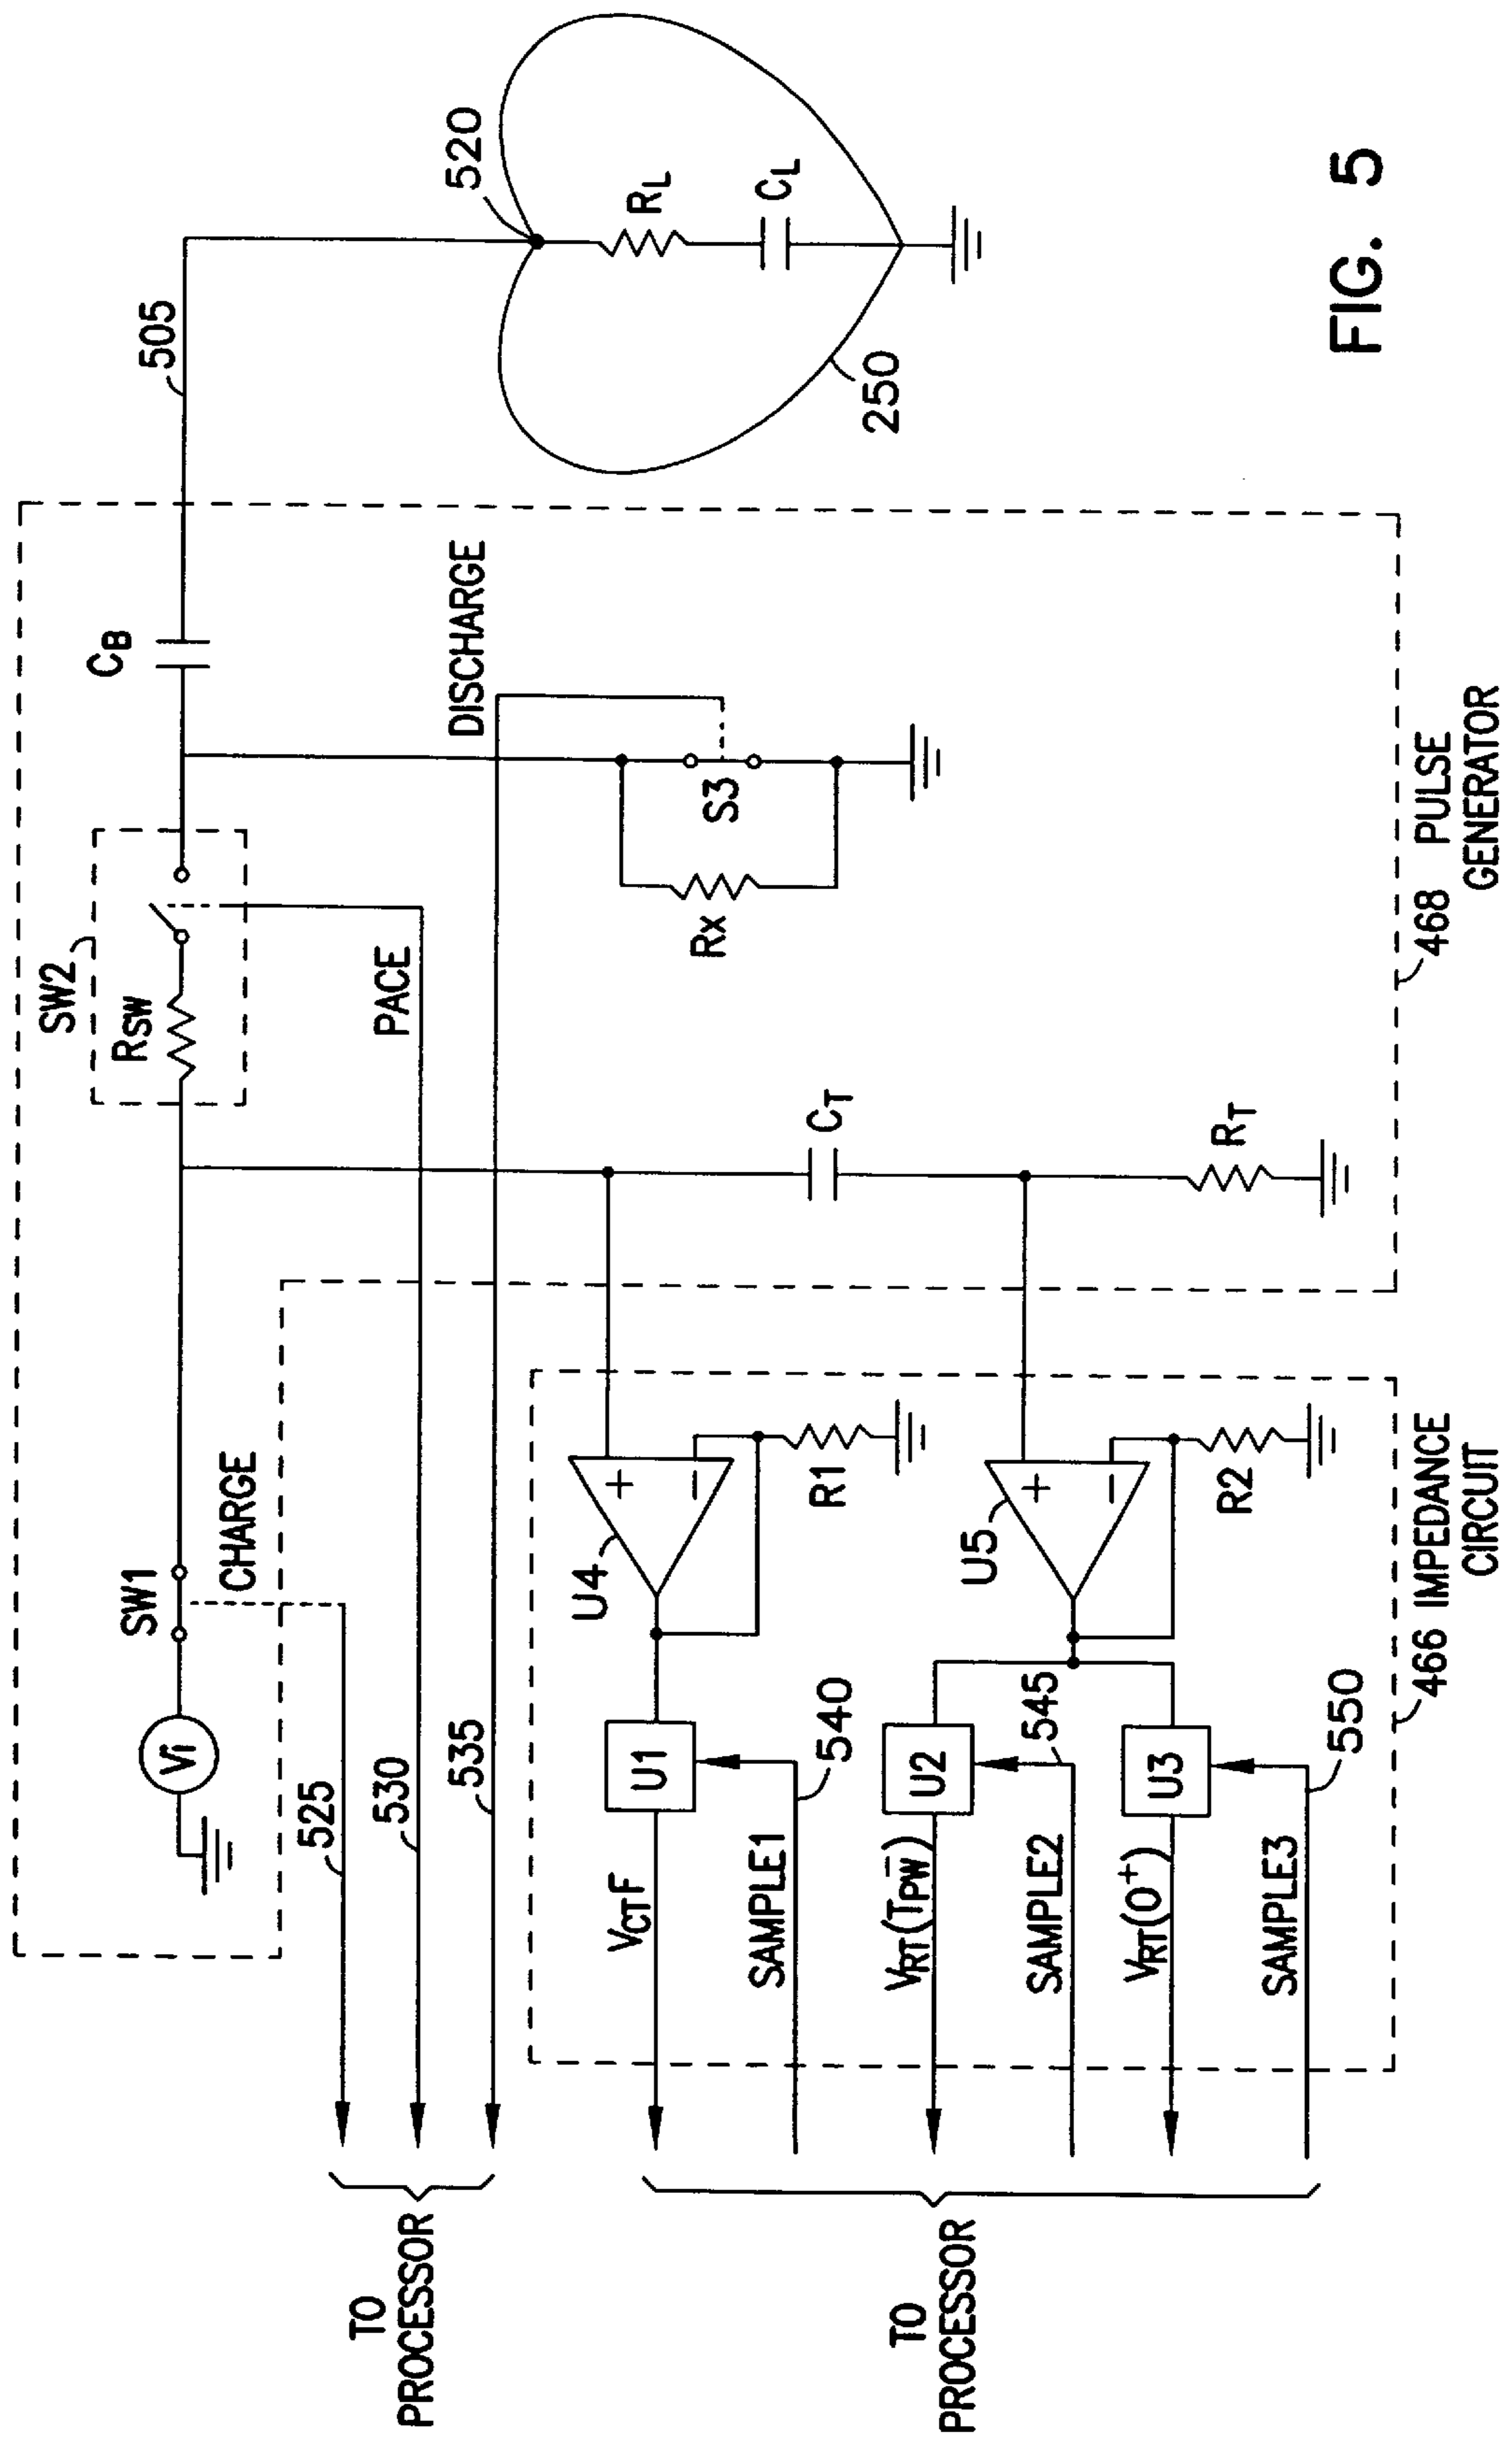 Vi
SW1
CHARGE
SW2
RSW
PACE
CB
505
520
RL
CL
250
DISCHARGE
S3
RX
CT
RT
525
530
535
TO
PROCESSOR
U4
R1
U1
VCTF
SAMPLE1
540
U5
R2
U2
VRT(TPW‾)
SAMPLE2
545
U3
VRT(0+)
SAMPLE3
550
TO
PROCESSOR
466 IMPEDANCE
CIRCUIT
468 PULSE
GENERATOR
FIG. 5
+
−
+
−